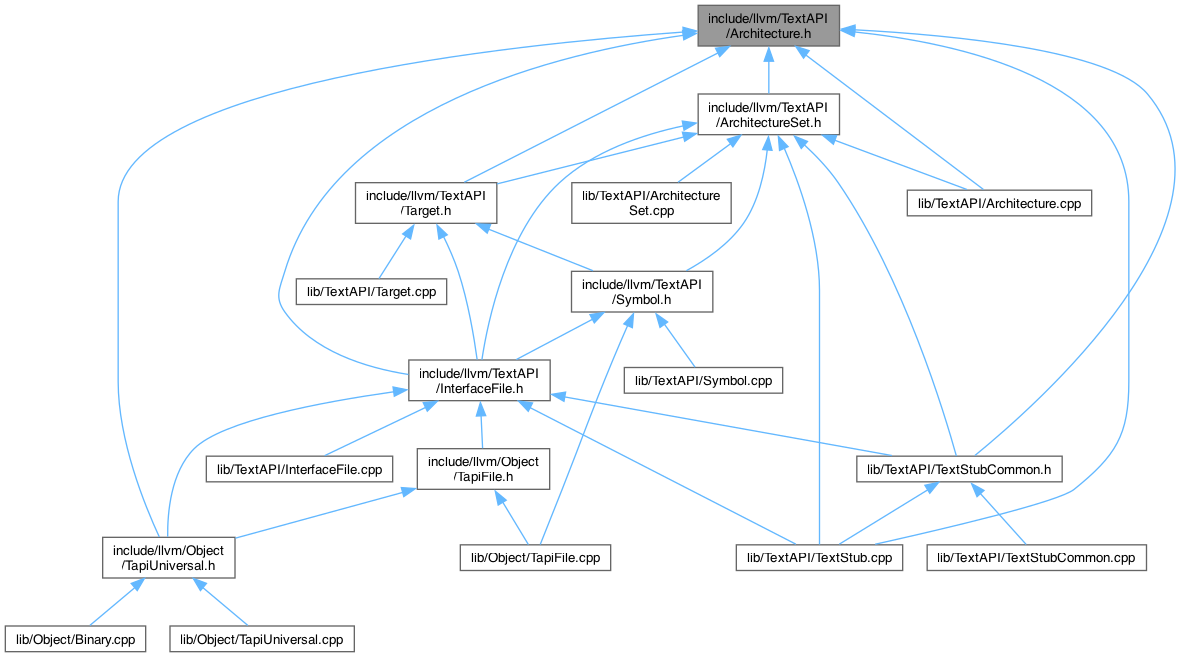 include/llvm/TextAPI
/Architecture.h
include/llvm/TextAPI
/ArchitectureSet.h
include/llvm/TextAPI
/Target.h
lib/TextAPI/Architecture
Set.cpp
lib/TextAPI/Architecture.cpp
lib/TextAPI/Target.cpp
include/llvm/TextAPI
/Symbol.h
include/llvm/TextAPI
/InterfaceFile.h
lib/TextAPI/Symbol.cpp
lib/TextAPI/InterfaceFile.cpp
include/llvm/Object
/TapiFile.h
lib/TextAPI/TextStubCommon.h
include/llvm/Object
/TapiUniversal.h
lib/Object/TapiFile.cpp
lib/TextAPI/TextStub.cpp
lib/TextAPI/TextStubCommon.cpp
lib/Object/Binary.cpp
lib/Object/TapiUniversal.cpp